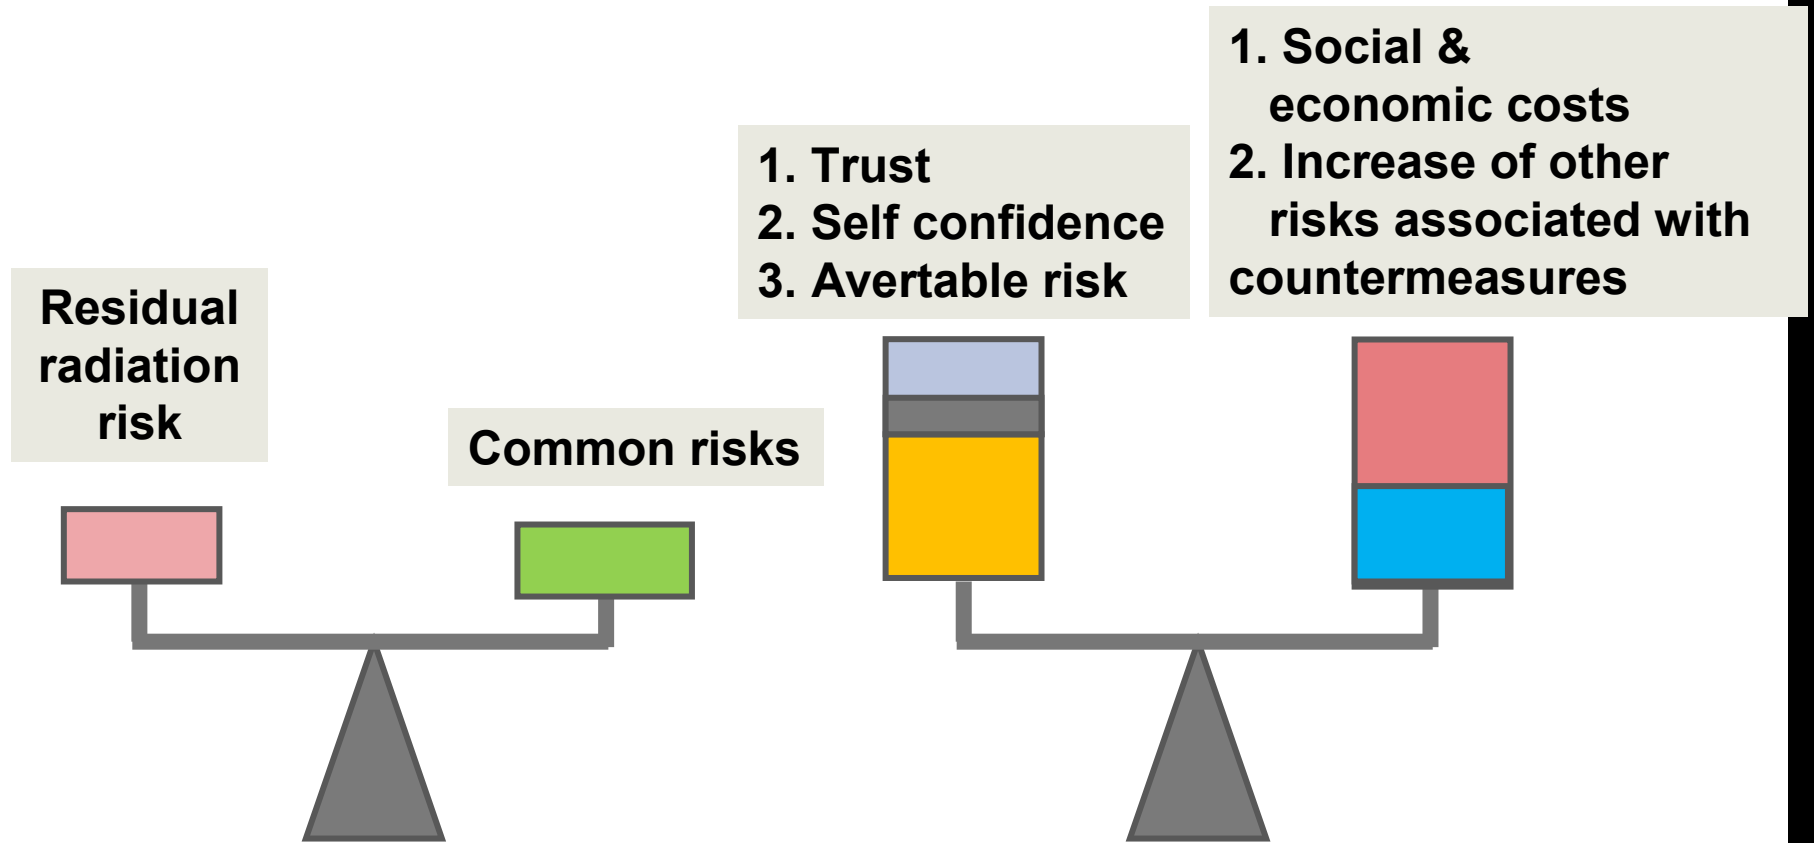 Residual
radiation
risk
Common risks
1. Trust
2. Self confidence
3. Avertable risk
1. Social &
economic costs
2. Increase of other
risks associated with
countermeasures